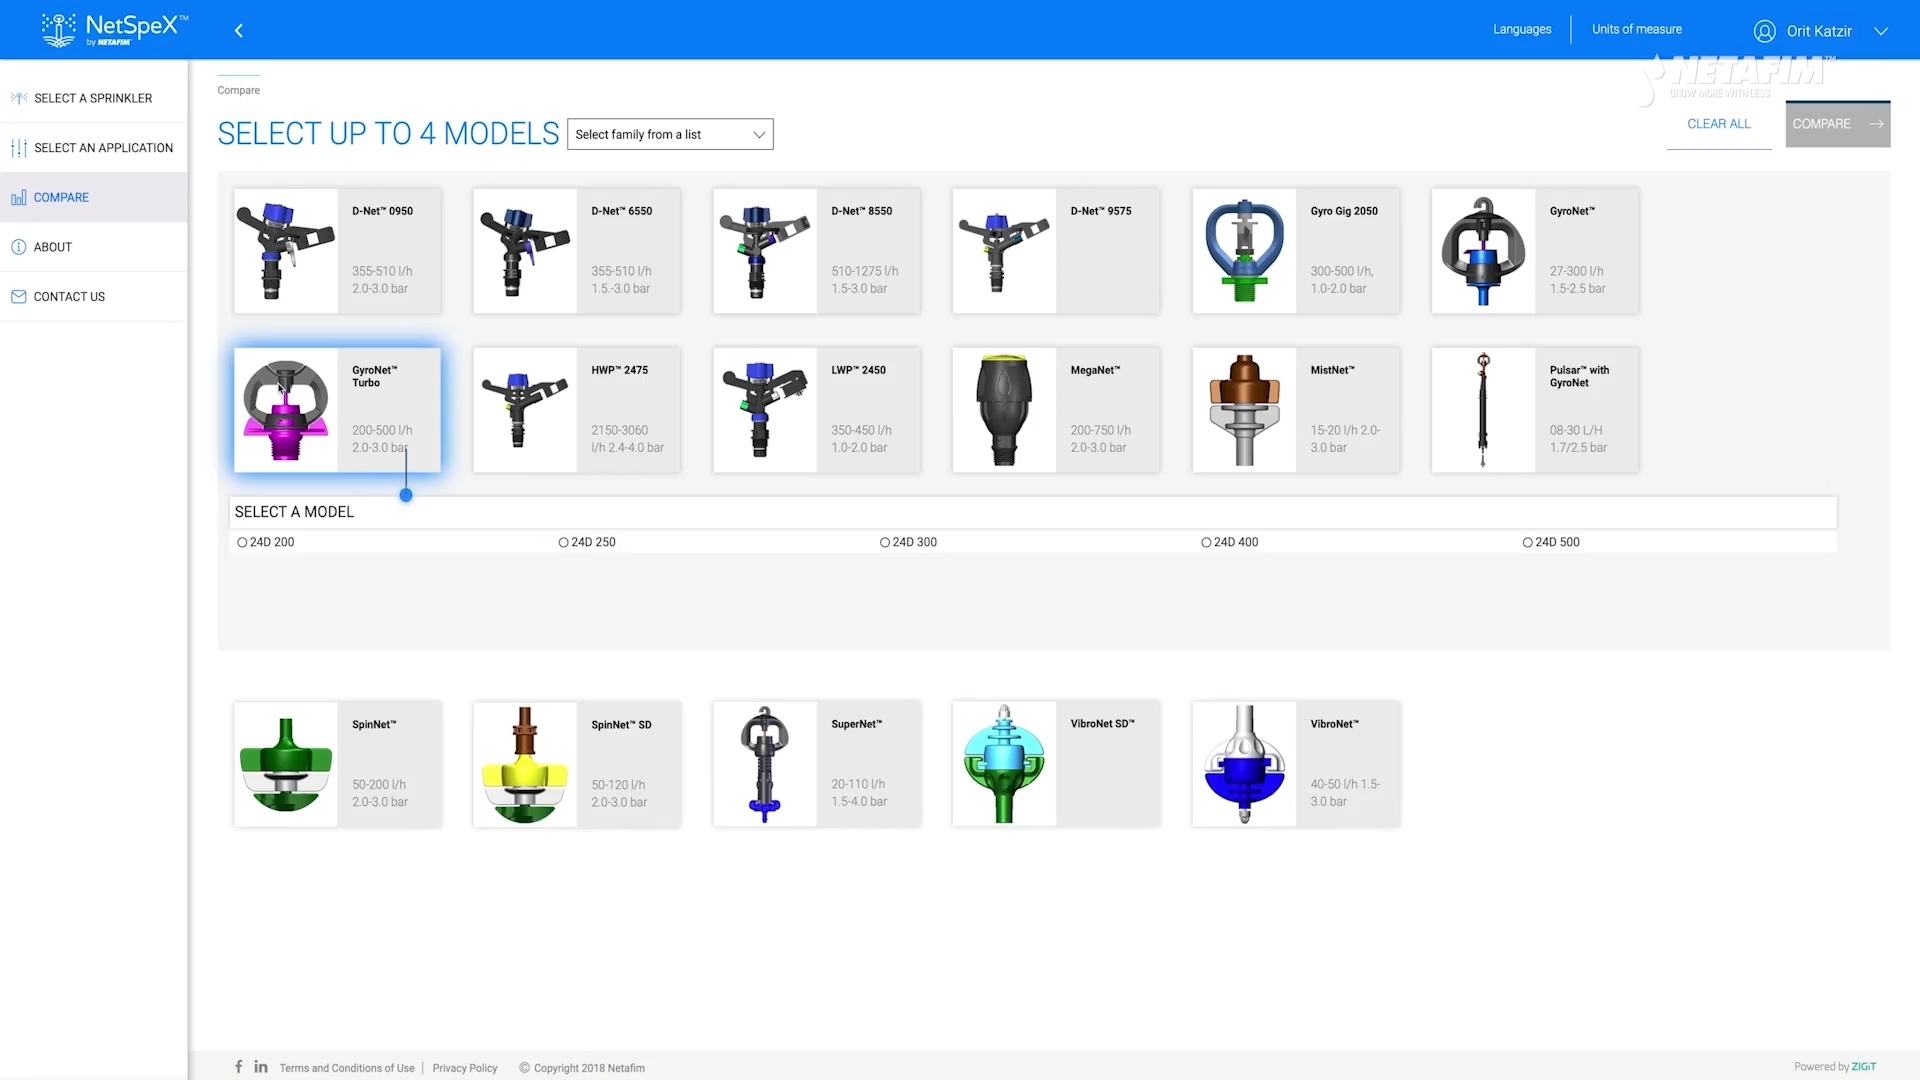 NetSpeX™
by NETAFIM™
Languages
Units of measure
Orit Katzir
NETAFIM™
GROW MORE WITH LESS
SELECT A SPRINKLER
SELECT AN APPLICATION
COMPARE
ABOUT
CONTACT US
Compare
SELECT UP TO 4 MODELS
Select family from a list
CLEAR ALL
COMPARE
D-Net™ 0950
355-510 l/h
2.0-3.0 bar
D-Net™ 6550
355-510 l/h
1.5.-3.0 bar
D-Net™ 8550
510-1275 l/h
1.5-3.0 bar
D-Net™ 9575
Gyro Gig 2050
300-500 l/h,
1.0-2.0 bar
GyroNet™
27-300 l/h
1.5-2.5 bar
GyroNet™
Turbo
200-500 l/h
2.0-3.0 bar
HWP™ 2475
2150-3060
l/h 2.4-4.0 bar
LWP™ 2450
350-450 l/h
1.0-2.0 bar
MegaNet™
200-750 l/h
2.0-3.0 bar
MistNet™
15-20 l/h 2.0-
3.0 bar
Pulsar™ with
GyroNet
08-30 L/H
1.7/2.5 bar
SELECT A MODEL
24D 200
24D 250
24D 300
24D 400
24D 500
SpinNet™
50-200 l/h
2.0-3.0 bar
SpinNet™ SD
50-120 l/h
2.0-3.0 bar
SuperNet™
20-110 l/h
1.5-4.0 bar
VibroNet SD™
VibroNet™
40-50 l/h 1.5-
3.0 bar
Terms and Conditions of Use
Privacy Policy
© Copyright 2018 Netafim
Powered by ZIGIT